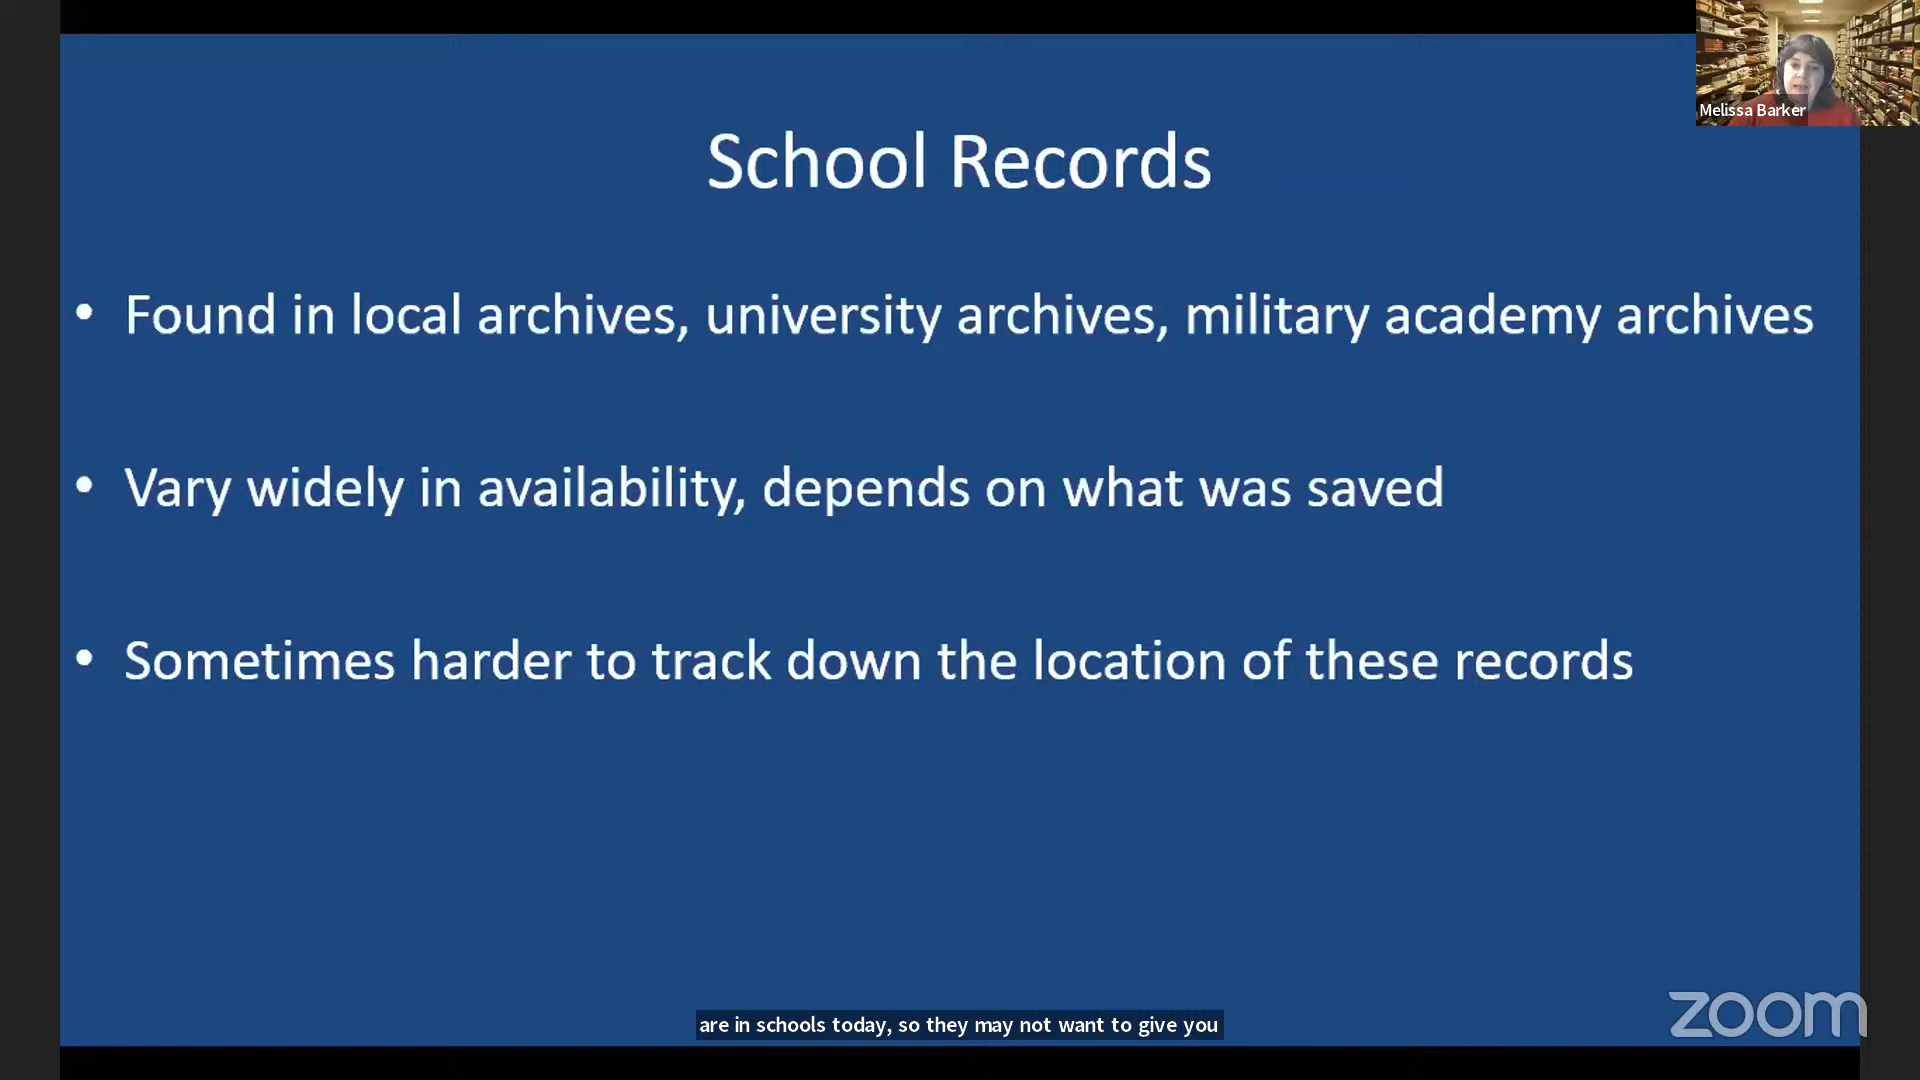 Melissa Barker
School Records
• Found in local archives, university archives, military academy archives
• Vary widely in availability, depends on what was saved
• Sometimes harder to track down the location of these records
are in schools today, so they may not want to give you
zoom